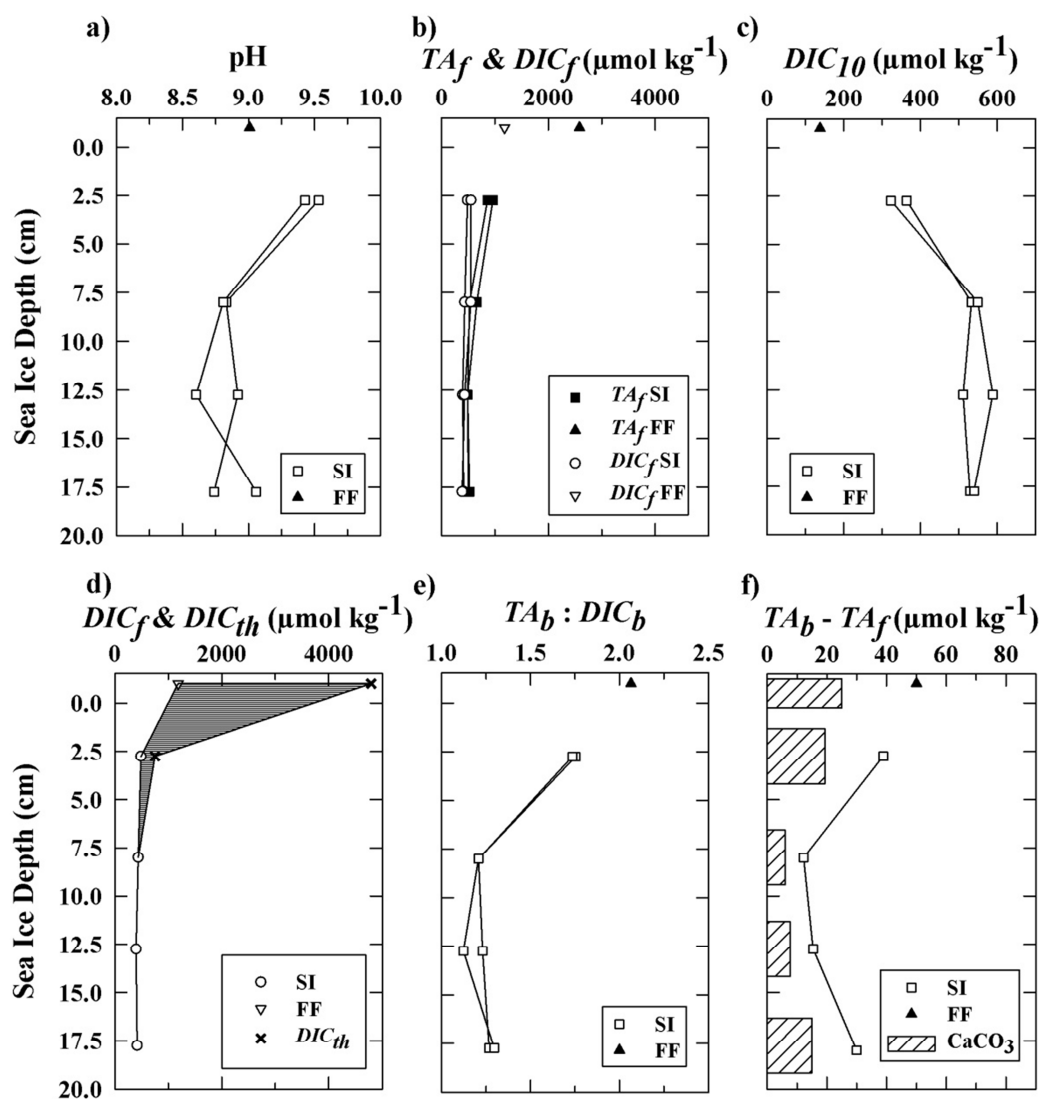 a)
pH
8.0 8.5 9.0 9.5 10.0
0.0
2.5
5.0
7.5
10.0
12.5
15.0
17.5
20.0
Sea Ice Depth (cm)
SI
FF
b)
TAf & DICf (µmol kg-1)
0 2000 4000
TAf SI
TAf FF
DICf SI
DICf FF
c)
DIC10 (µmol kg-1)
0 200 400 600
SI
FF
d)
DICf & DICth (µmol kg-1)
0 2000 4000
0.0
2.5
5.0
7.5
10.0
12.5
15.0
17.5
20.0
Sea Ice Depth (cm)
SI
FF
DICth
e)
TAb : DICb
1.0 1.5 2.0 2.5
SI
FF
f)
TAb - TAf (µmol kg-1)
0 20 40 60 80
SI
FF
CaCO3